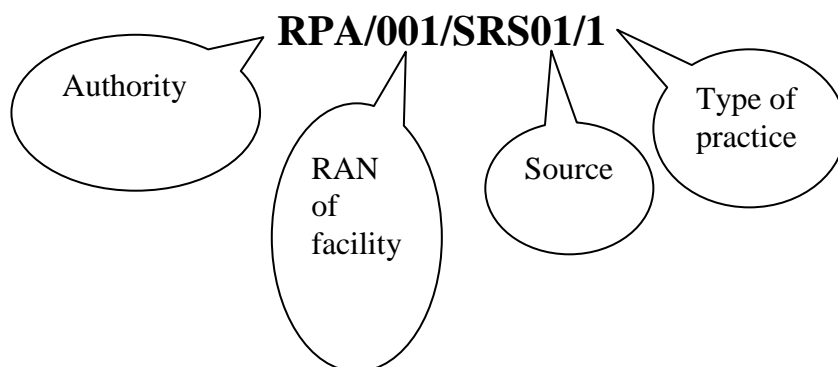 RPA/001/SRS01/1
Authority
RAN
of
facility
Source
Type of
practice